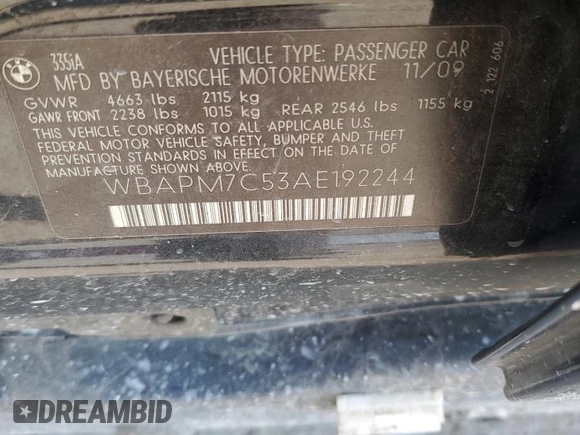 BMW
335iA
VEHICLE TYPE: PASSENGER CAR
MFD BY BAYERISCHE MOTORENWERKE 11/09
GVWR 4663 lbs 2115 kg
GAWR FRONT 2238 lbs 1015 kg REAR 2546 lbs 1155 kg
THIS VEHICLE CONFORMS TO ALL APPLICABLE U.S.
FEDERAL MOTOR VEHICLE SAFETY, BUMPER AND THEFT
PREVENTION STANDARDS IN EFFECT ON THE DATE OF
MANUFACTURE SHOWN ABOVE.
WBAPM7C53AE192244
2 122 606
DREAMBID